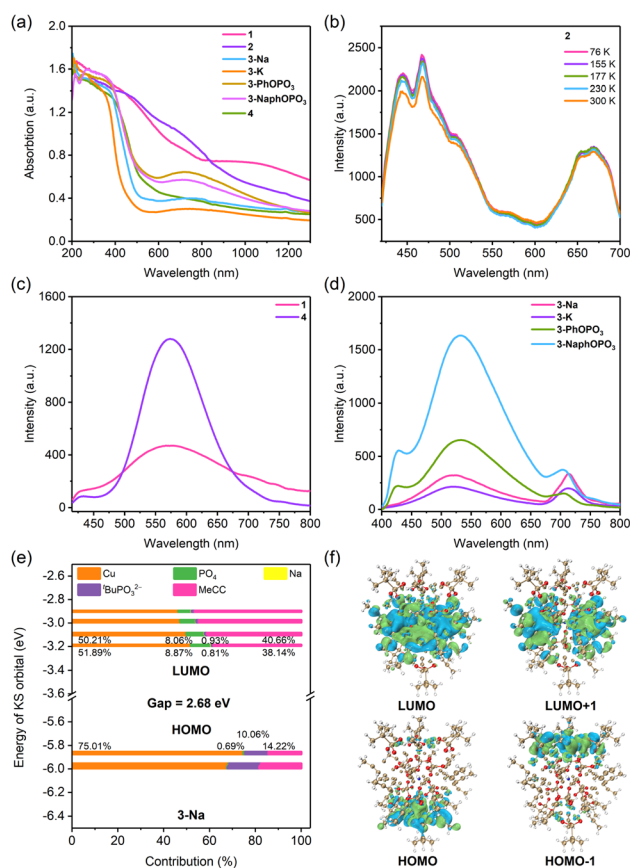 (a)
1
2
3-Na
3-K
3-PhOPO₃
3-NaphOPO₃
4
2.0
1.6
1.2
0.8
0.4
0.0
Absorbtion (a.u.)
200 400 600 800 1000 1200
Wavelength (nm)
(b)
2
76 K
155 K
177 K
230 K
300 K
2500
2000
1500
1000
500
Intensity (a.u.)
450 500 550 600 650 700
Wavelength (nm)
(c)
1
4
1600
1200
800
400
0
Intensity (a.u.)
450 500 550 600 650 700 750 800
Wavelength (nm)
(d)
3-Na
3-K
3-PhOPO₃
3-NaphOPO₃
2000
1500
1000
500
0
Intensity (a.u.)
400 450 500 550 600 650 700 750 800
Wavelength (nm)
(e)
Cu PO₄ Na
ᵗBuPO₃²⁻ MeCC
-2.6
-2.8
-3.0
-3.2
-3.4
-3.6
-5.6
-5.8
-6.0
-6.2
-6.4
Energy of KS orbital (eV)
50.21% 8.06% 0.93% 40.66%
51.89% 8.87% 0.81% 38.14%
LUMO
Gap = 2.68 eV
HOMO
10.06%
75.01% 0.69% 14.22%
3-Na
0 20 40 60 80 100
Contribution (%)
(f)
LUMO LUMO+1
HOMO HOMO-1